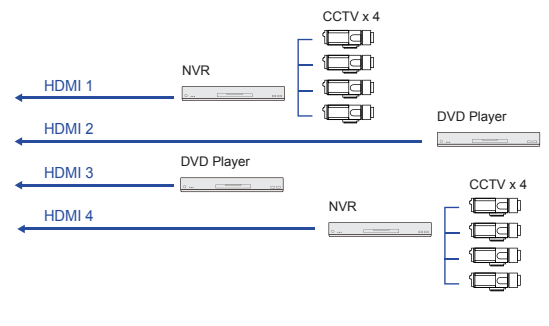 CCTV x 4
NVR
HDMI 1
DVD Player
HDMI 2
DVD Player
HDMI 3
CCTV x 4
NVR
HDMI 4